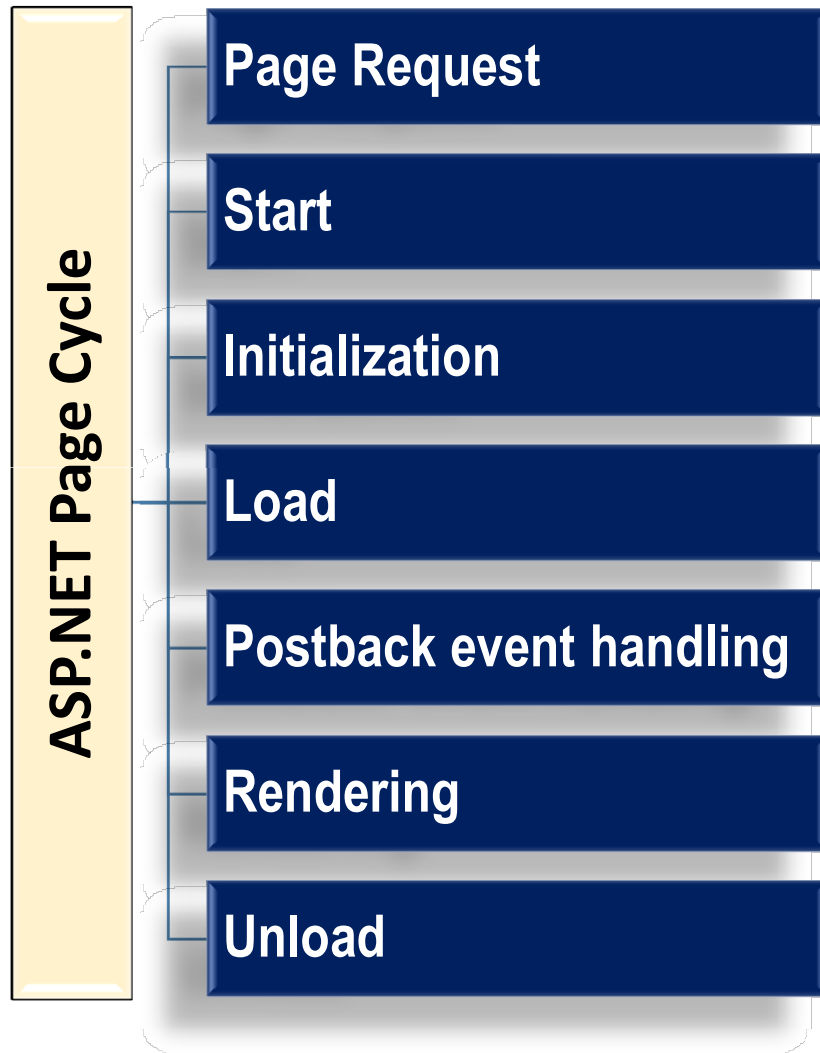 ASP.NET Page Cycle
Page Request
Start
Initialization
Load
Postback event handling
Rendering
Unload